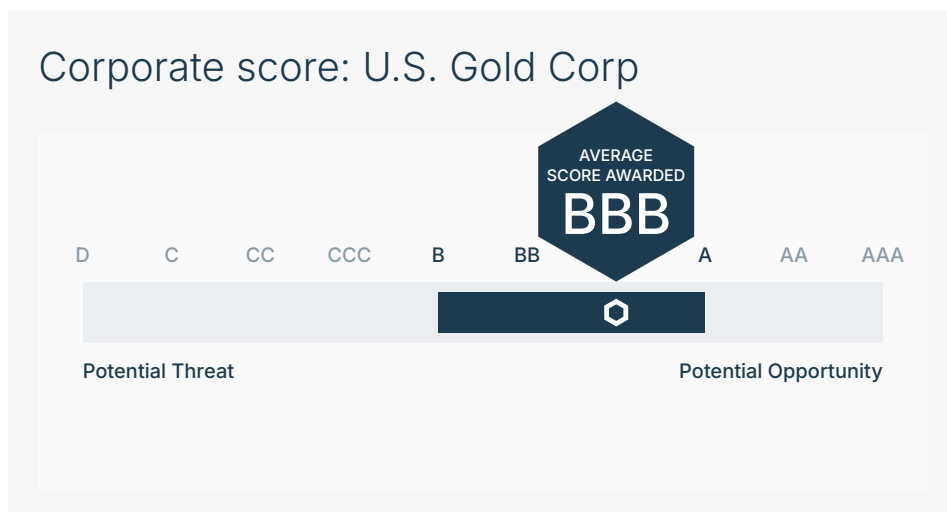 Corporate score: U.S. Gold Corp
AVERAGE
SCORE AWARDED
BBB
D C CC CCC B BB A AA AAA
Potential Threat Potential Opportunity